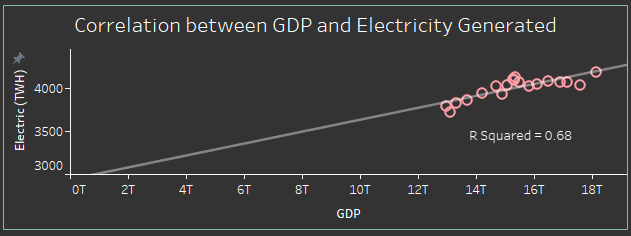 Correlation between GDP and Electricity Generated
Electric (TWH)
4000
3500
3000
R Squared = 0.68
0T 2T 4T 6T 8T 10T 12T 14T 16T 18T
GDP